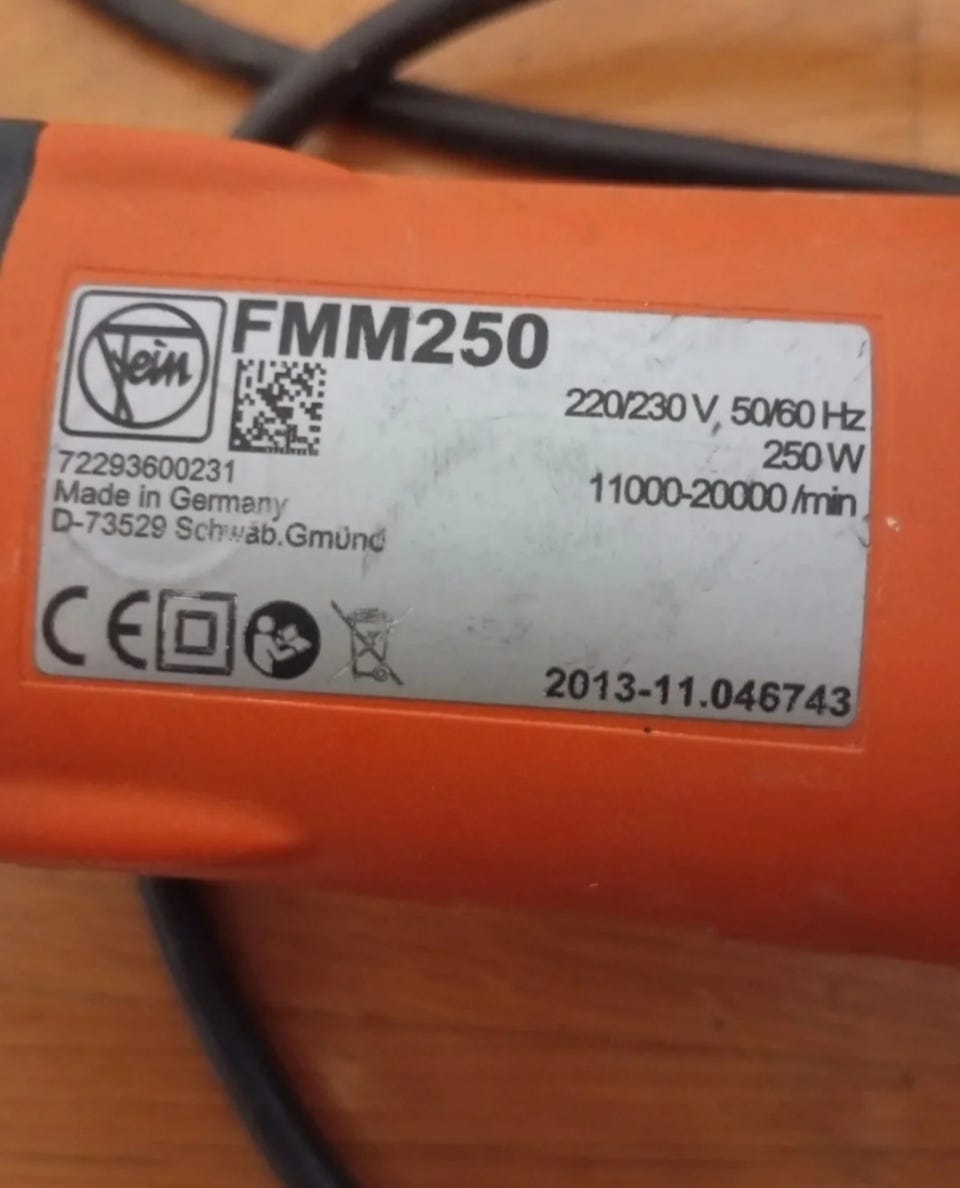 Fein
FMM250
220/230 V, 50/60 Hz
250 W
11000-20000 /min
72293600231
Made in Germany
D-73529 Schwäb.Gmünd
CE
2013-11.046743